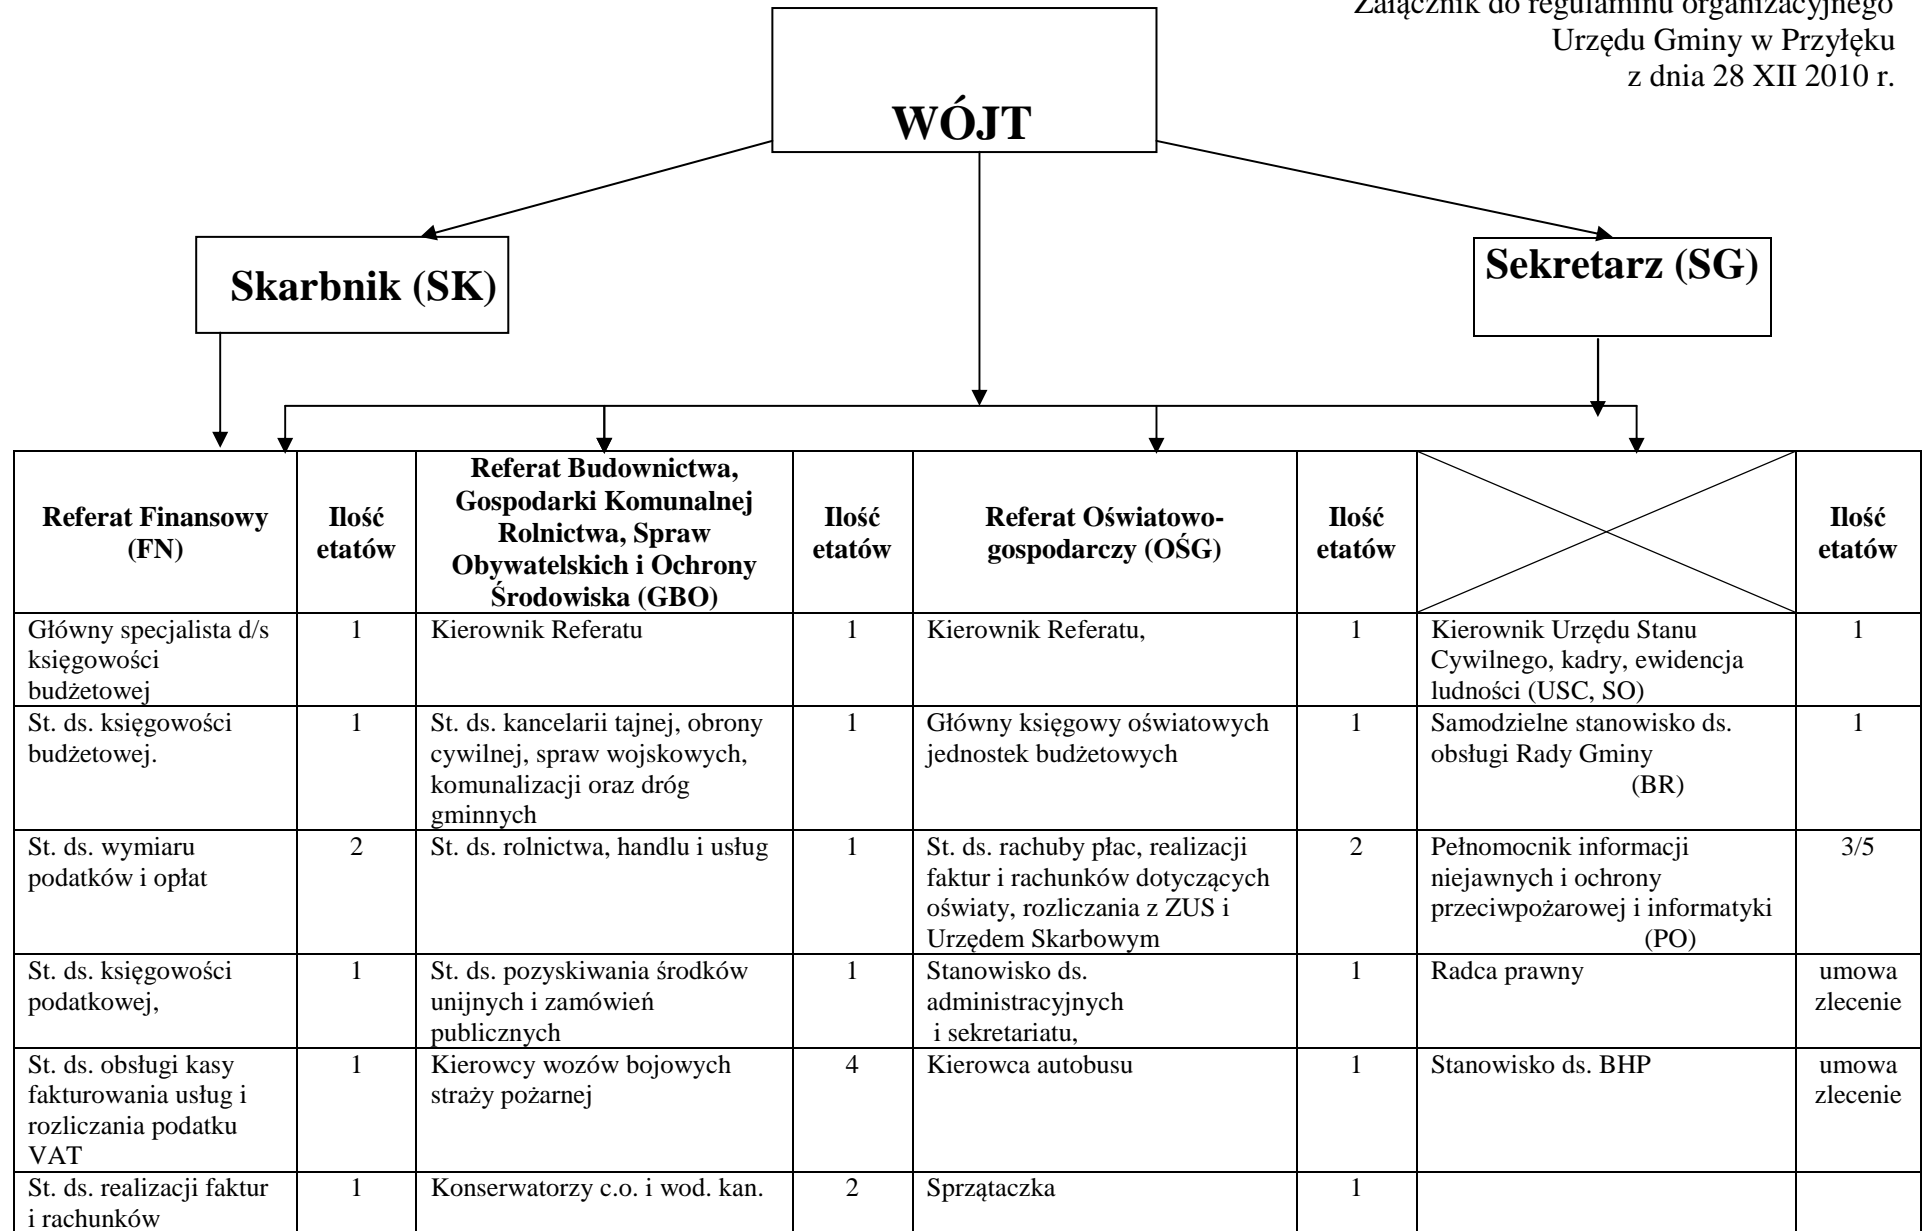 Załącznik do regulaminu organizacyjnego
Urzędu Gminy w Przyłęku
z dnia 28 XII 2010 r.
WÓJT
Skarbnik (SK)
Sekretarz (SG)
Referat Finansowy
(FN)
Ilość
etatów
Referat Budownictwa,
Gospodarki Komunalnej
Rolnictwa, Spraw
Obywatelskich i Ochrony
Środowiska (GBO)
Ilość
etatów
Referat Oświatowo-
gospodarczy (OŚG)
Ilość
etatów
Ilość
etatów
Główny specjalista d/s
księgowości
budżetowej
1
Kierownik Referatu
1
Kierownik Referatu,
1
Kierownik Urzędu Stanu
Cywilnego, kadry, ewidencja
ludności (USC, SO)
1
St. ds. księgowości
budżetowej.
1
St. ds. kancelarii tajnej, obrony
cywilnej, spraw wojskowych,
komunalizacji oraz dróg
gminnych
1
Główny księgowy oświatowych
jednostek budżetowych
1
Samodzielne stanowisko ds.
obsługi Rady Gminy
(BR)
1
St. ds. wymiaru
podatków i opłat
2
St. ds. rolnictwa, handlu i usług
1
St. ds. rachuby płac, realizacji
faktur i rachunków dotyczących
oświaty, rozliczania z ZUS i
Urzędem Skarbowym
2
Pełnomocnik informacji
niejawnych i ochrony
przeciwpożarowej i informatyki
(PO)
3/5
St. ds. księgowości
podatkowej,
1
St. ds. pozyskiwania środków
unijnych i zamówień
publicznych
1
Stanowisko ds.
administracyjnych
i sekretariatu,
1
Radca prawny
umowa
zlecenie
St. ds. obsługi kasy
fakturowania usług i
rozliczania podatku
VAT
1
Kierowcy wozów bojowych
straży pożarnej
4
Kierowca autobusu
1
Stanowisko ds. BHP
umowa
zlecenie
St. ds. realizacji faktur
i rachunków
1
Konserwatorzy c.o. i wod. kan.
2
Sprzątaczka
1